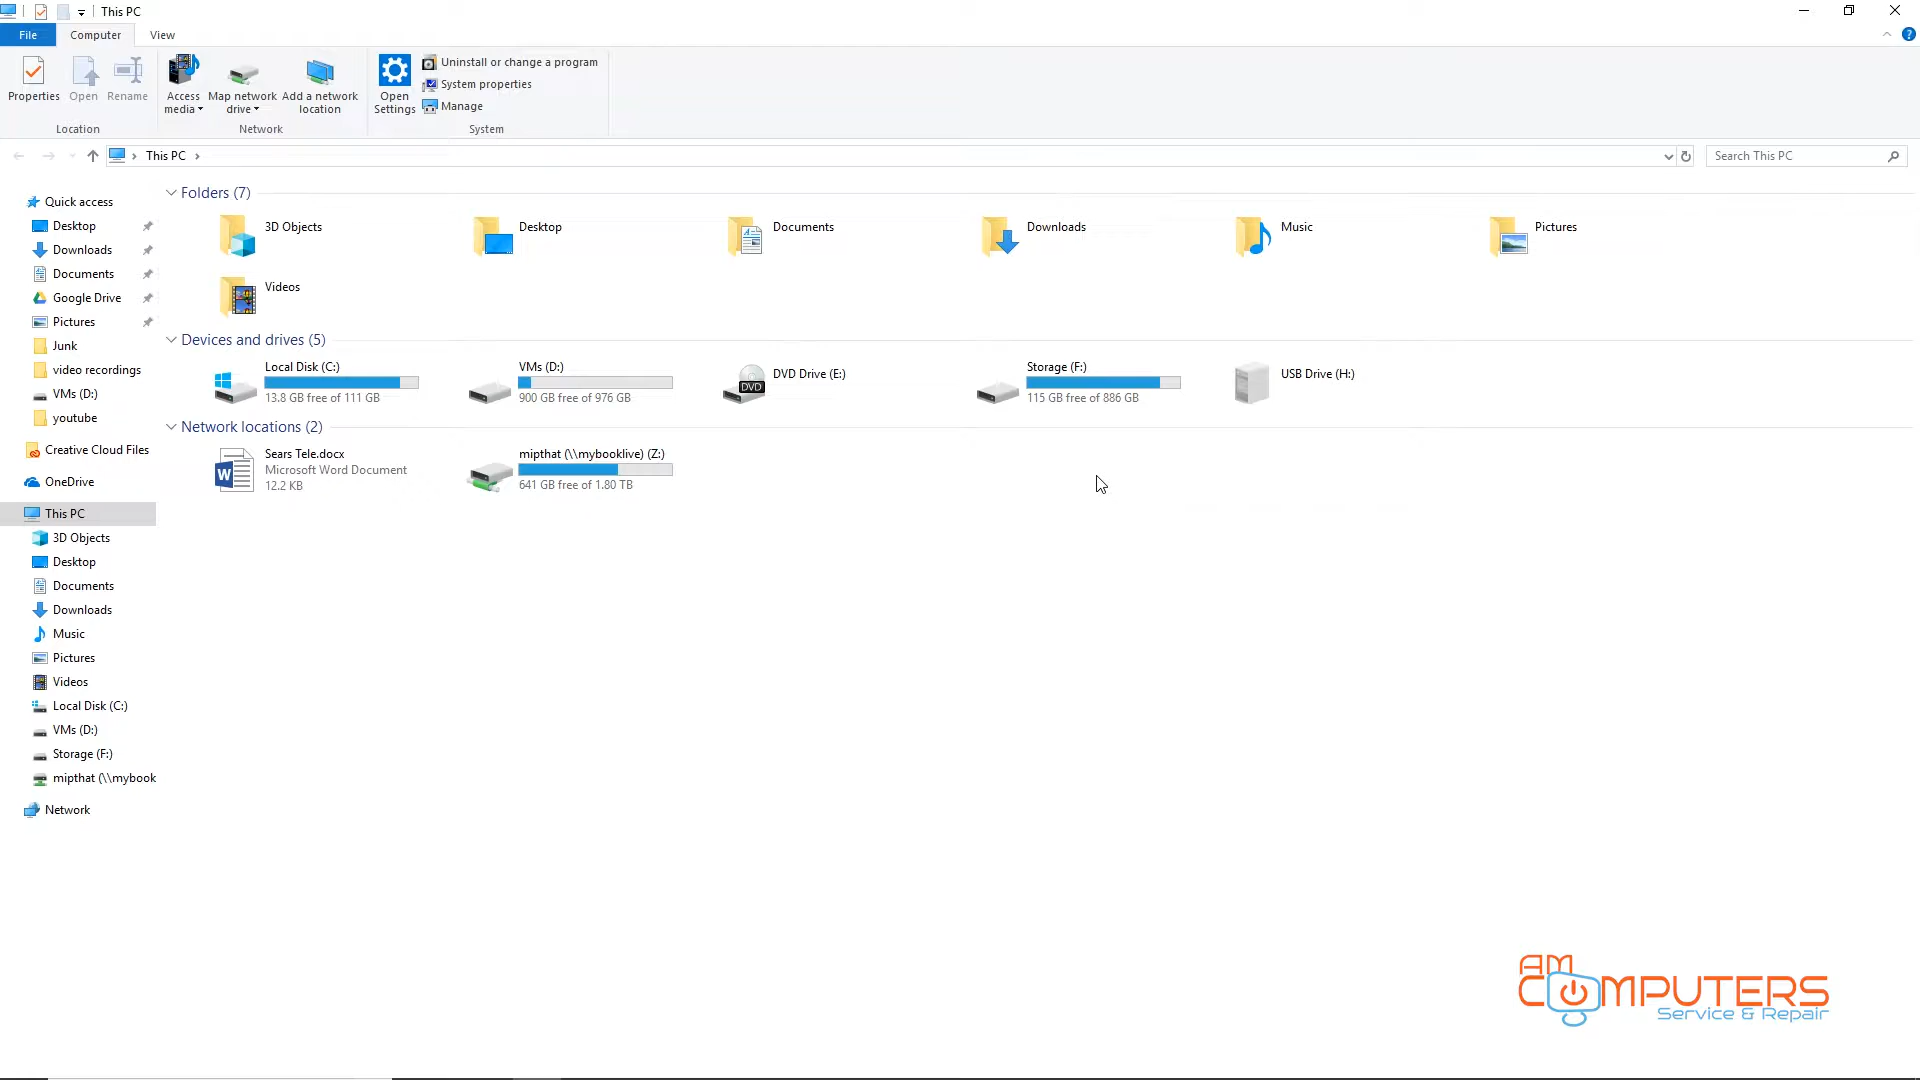 This PC
File
Computer
View
Properties
Open
Rename
Access media
Map network drive
Add a network location
Open Settings
Uninstall or change a program
System properties
Manage
Location
Network
System
This PC
Search This PC
Quick access
Desktop
Downloads
Documents
Google Drive
Pictures
Junk
video recordings
VMs (D:)
youtube
Creative Cloud Files
OneDrive
This PC
3D Objects
Desktop
Documents
Downloads
Music
Pictures
Videos
Local Disk (C:)
VMs (D:)
Storage (F:)
mipthat (\\mybook
Network
Folders (7)
3D Objects
Desktop
Documents
Downloads
Music
Pictures
Videos
Devices and drives (5)
Local Disk (C:)
13.8 GB free of 111 GB
VMs (D:)
900 GB free of 976 GB
DVD
DVD Drive (E:)
Storage (F:)
115 GB free of 886 GB
USB Drive (H:)
Network locations (2)
W
Sears Tele.docx
Microsoft Word Document
12.2 KB
mipthat (\\mybooklive) (Z:)
641 GB free of 1.80 TB
AM
COMPUTERS
Service & Repair